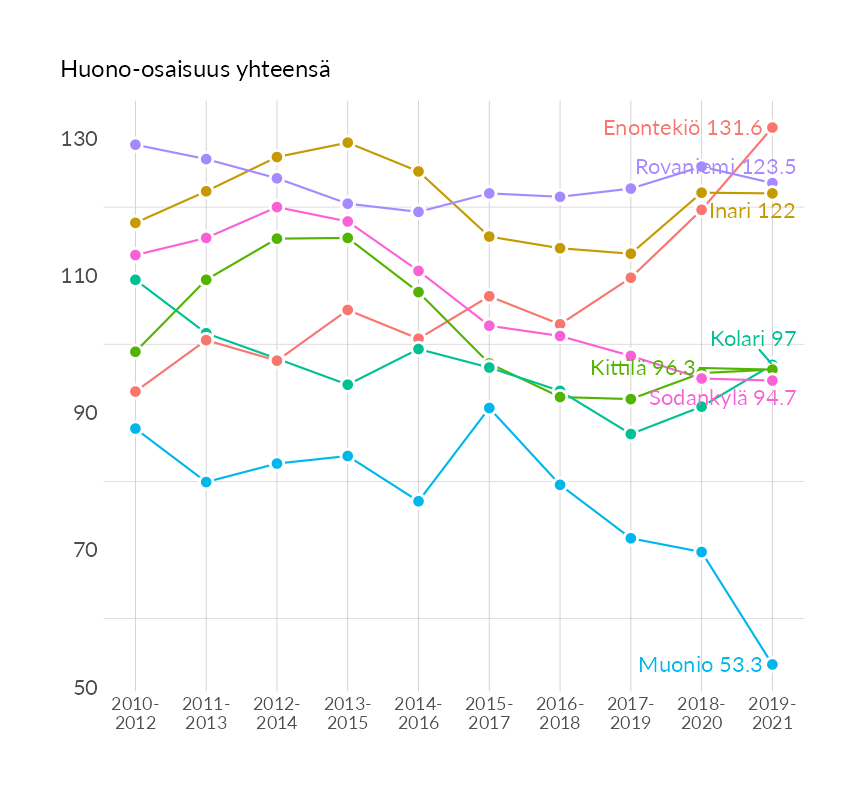 Huono-osaisuus yhteensä
130
110
90
70
50
Enontekiö 131.6
Rovaniemi 123.5
Inari 122
Kolari 97
Kittilä 96.3
Sodankylä 94.7
Muonio 53.3
2010- 2011- 2012- 2013- 2014- 2015- 2016- 2017- 2018- 2019-
2012 2013 2014 2015 2016 2017 2018 2019 2020 2021